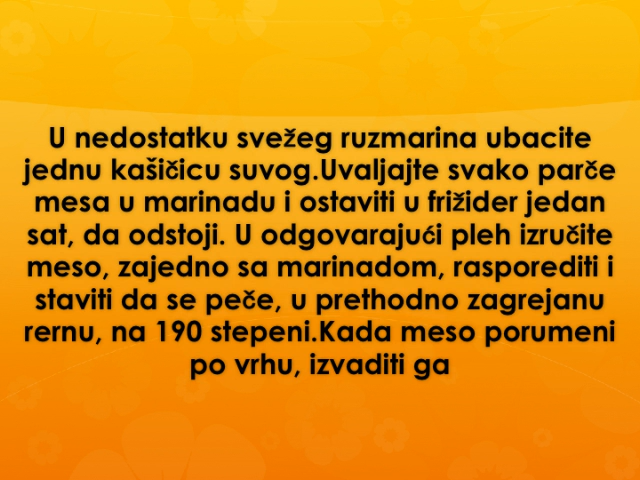 U nedostatku svežeg ruzmarina ubacite
jednu kašičicu suvog.Uvaljajte svako parče
mesa u marinadu i ostaviti u frižider jedan
sat, da odstoji. U odgovarajući pleh izručite
meso, zajedno sa marinadom, rasporediti i
staviti da se peče, u prethodno zagrejanu
rernu, na 190 stepeni.Kada meso porumeni
po vrhu, izvaditi ga